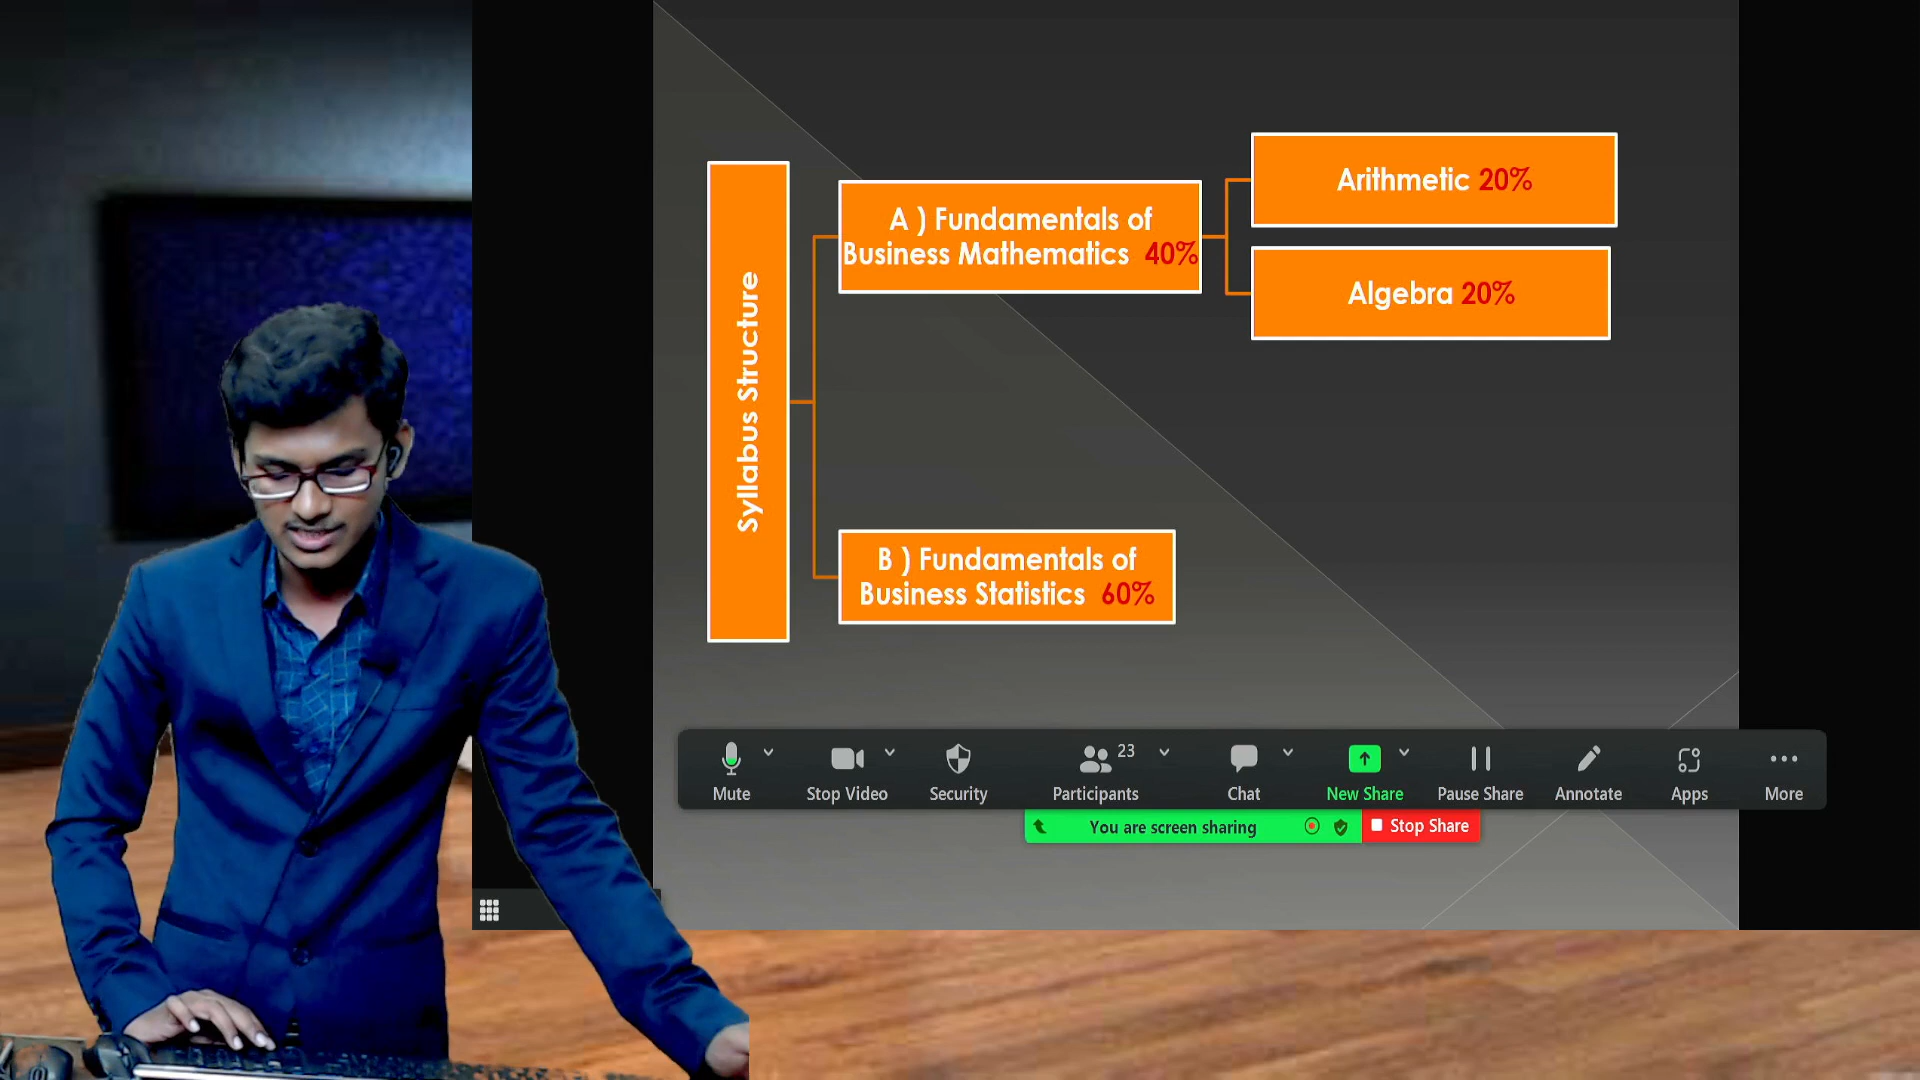 Syllabus Structure
A ) Fundamentals of
Business Mathematics 40%
Arithmetic 20%
Algebra 20%
B ) Fundamentals of
Business Statistics 60%
Mute
Stop Video
Security
23
Participants
Chat
New Share
Pause Share
Annotate
Apps
More
You are screen sharing
Stop Share